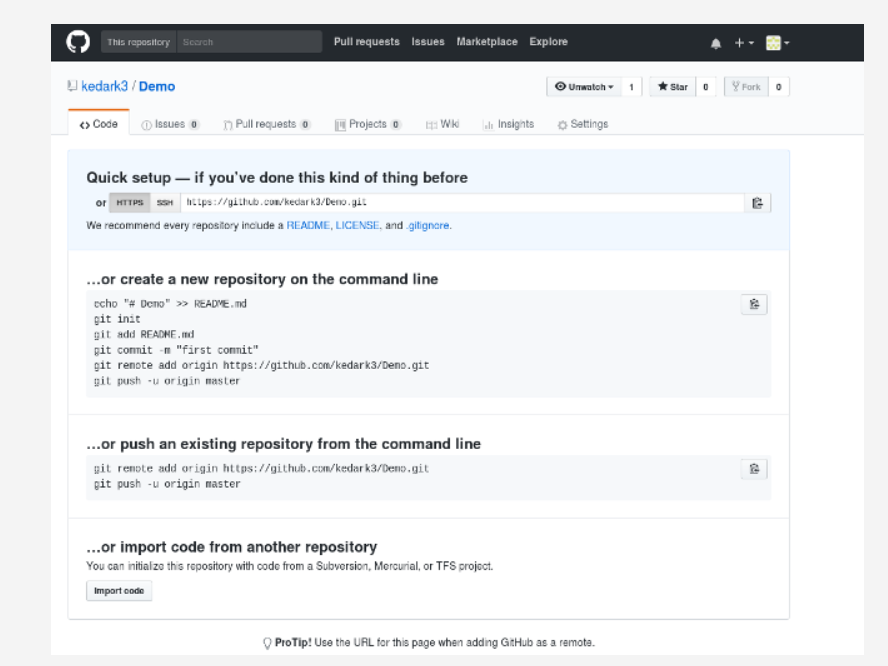 This repository Search Pull requests Issues Marketplace Explore
kedark3 / Demo Unwatch 1 Star 0 Fork 0
<> Code Issues 0 Pull requests 0 Projects 0 Wiki Insights Settings
Quick setup — if you've done this kind of thing before
or HTTPS SSH https://github.com/kedark3/Demo.git
We recommend every repository include a README, LICENSE, and .gitignore.
…or create a new repository on the command line
echo "# Demo" >> README.md
git init
git add README.md
git commit -m "first commit"
git remote add origin https://github.com/kedark3/Demo.git
git push -u origin master
…or push an existing repository from the command line
git remote add origin https://github.com/kedark3/Demo.git
git push -u origin master
…or import code from another repository
You can initialize this repository with code from a Subversion, Mercurial, or TFS project.
Import code
ProTip! Use the URL for this page when adding GitHub as a remote.